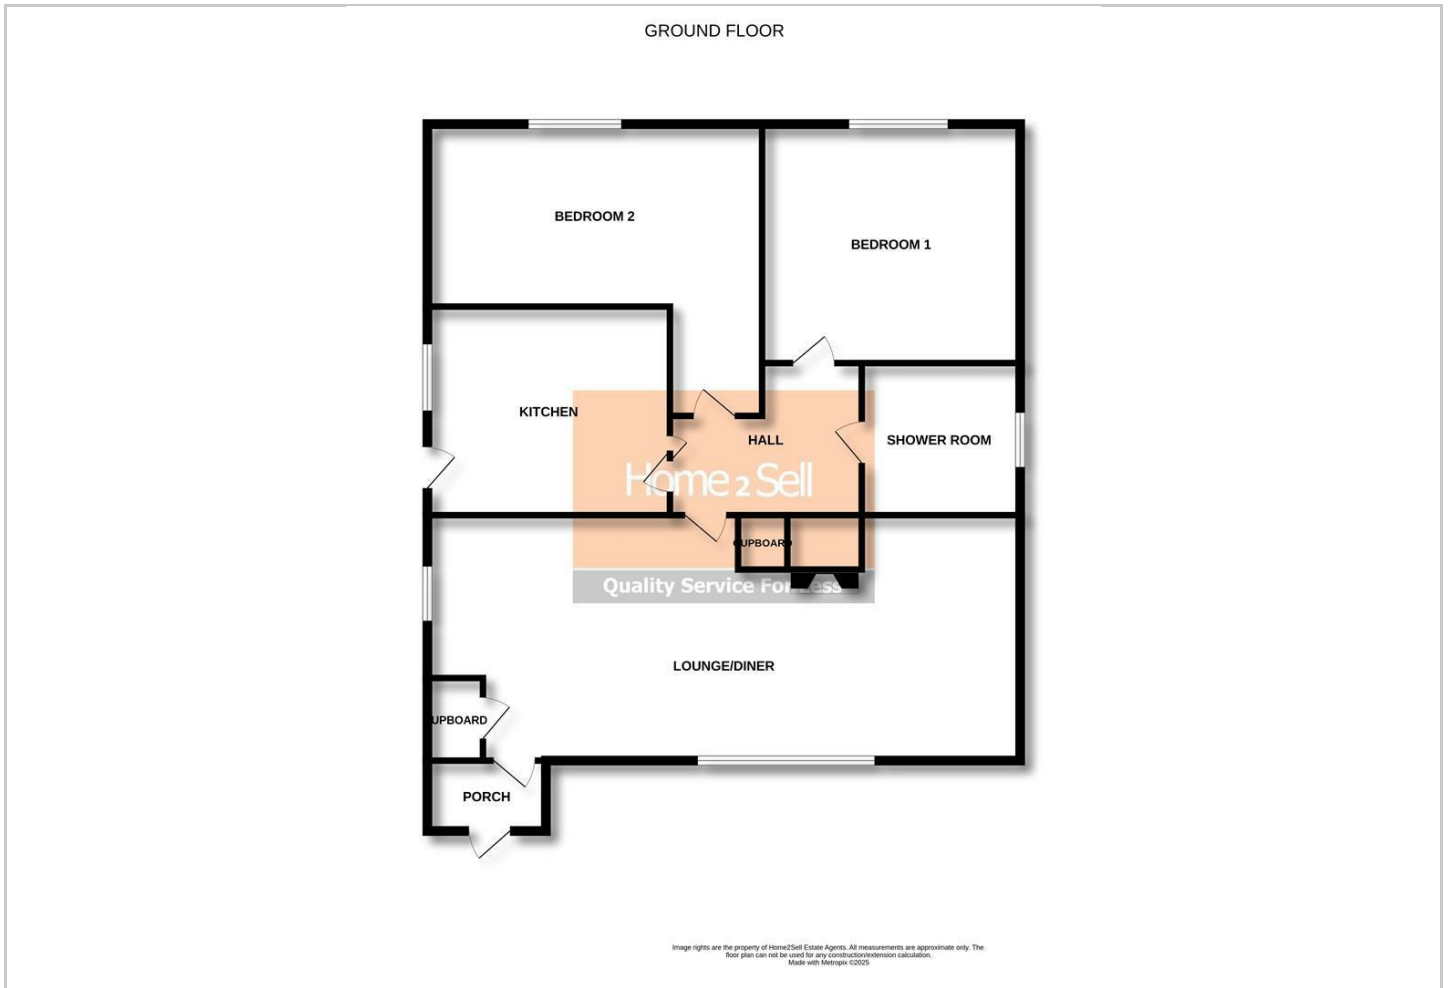 GROUND FLOOR
BEDROOM 2
BEDROOM 1
KITCHEN
HALL
SHOWER ROOM
Home 2 Sell
CUPBOARD
Quality Service For Less
LOUNGE/DINER
UPBOARD
PORCH
Image rights are the property of Home2Sell Estate Agents. All measurements are approximate only. The
floor plan can not be used for any construction/extension calculation.
Made with Metropix ©2025